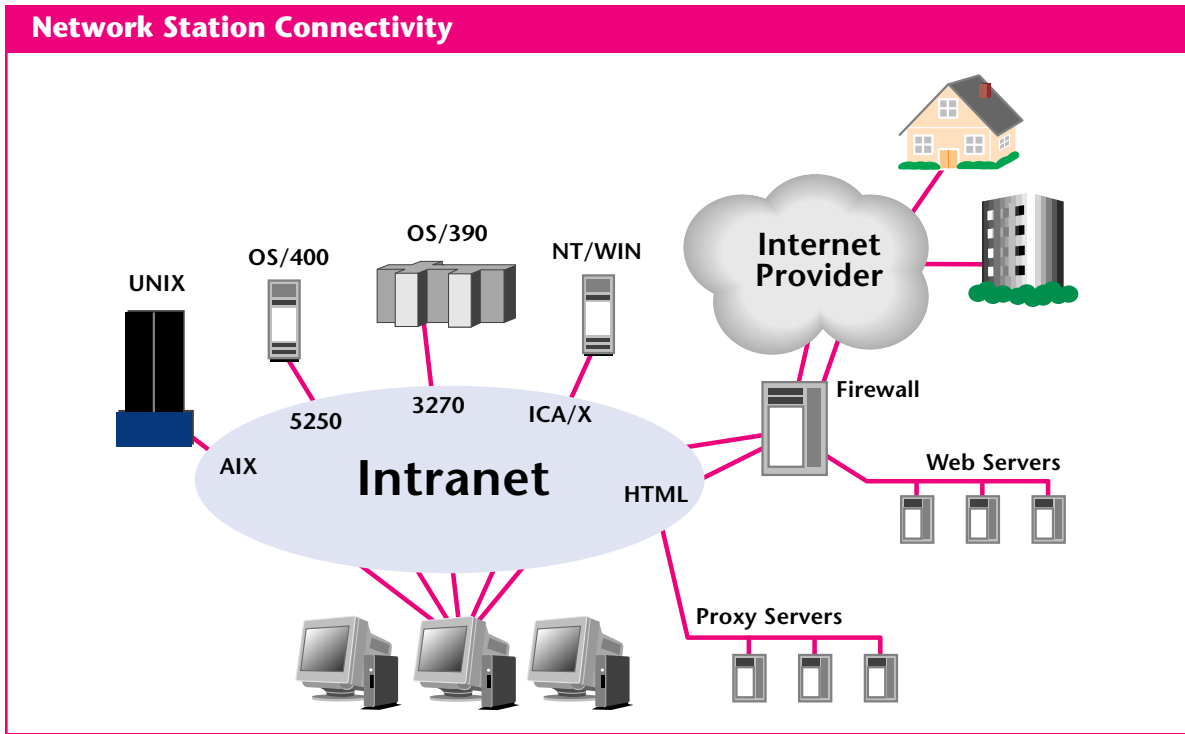 Network Station Connectivity
UNIX
OS/400
OS/390
NT/WIN
Internet
Provider
Firewall
5250
3270
ICA/X
AIX
Intranet
HTML
Web Servers
Proxy Servers